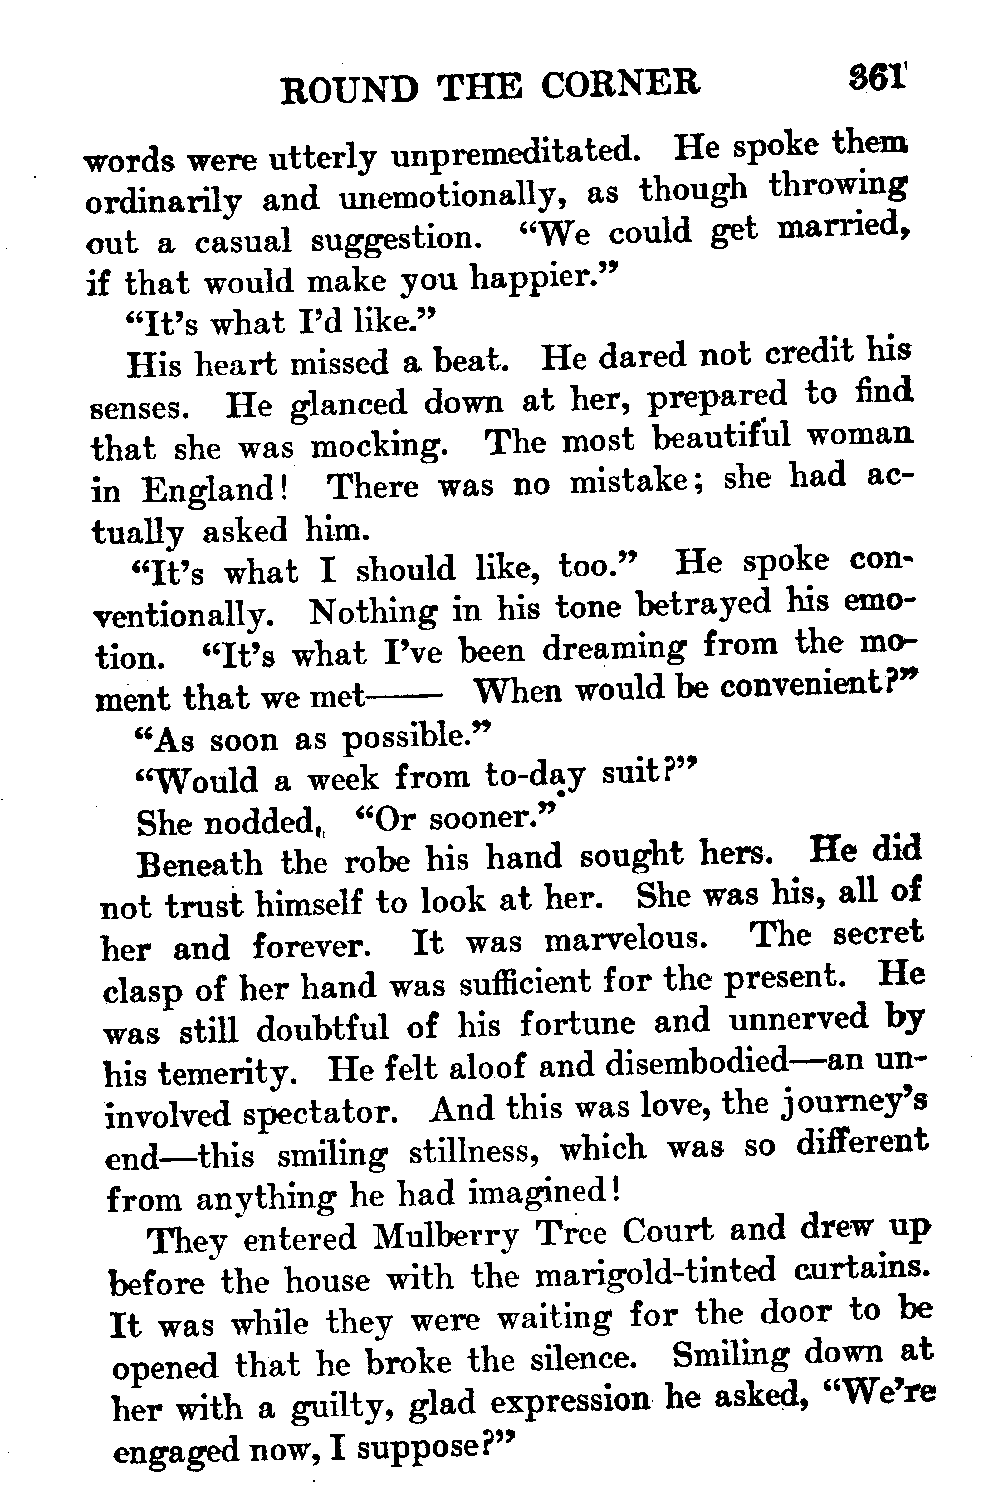 ROUND THE CORNER 361
words were utterly unpremeditated. He spoke them
ordinarily and unemotionally, as though throwing
out a casual suggestion. “We could get married,
if that would make you happier.”
“It’s what I’d like.”
His heart missed a beat. He dared not credit his
senses. He glanced down at her, prepared to find
that she was mocking. The most beautiful woman
in England! There was no mistake; she had ac-
tually asked him.
“It’s what I should like, too.” He spoke con-
ventionally. Nothing in his tone betrayed his emo-
tion. “It’s what I’ve been dreaming from the mo-
ment that we met—— When would be convenient?”
“As soon as possible.”
“Would a week from to-day suit?”
She nodded, “Or sooner.”
Beneath the robe his hand sought hers. He did
not trust himself to look at her. She was his, all of
her and forever. It was marvelous. The secret
clasp of her hand was sufficient for the present. He
was still doubtful of his fortune and unnerved by
his temerity. He felt aloof and disembodied—an un-
involved spectator. And this was love, the journey’s
end—this smiling stillness, which was so different
from anything he had imagined!
They entered Mulberry Tree Court and drew up
before the house with the marigold-tinted curtains.
It was while they were waiting for the door to be
opened that he broke the silence. Smiling down at
her with a guilty, glad expression he asked, “We’re
engaged now, I suppose?”